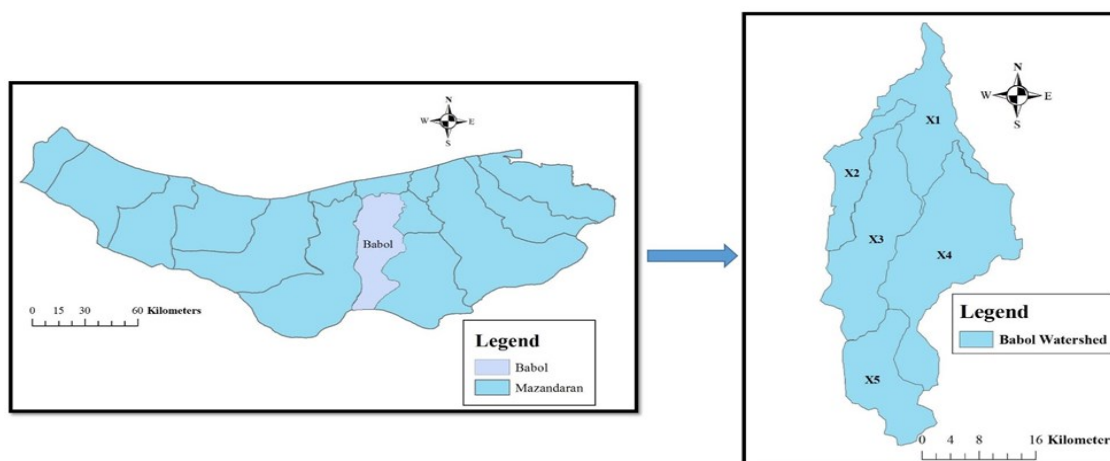 N
W E
S
Babol
0 15 30 60 Kilometers
Legend
Babol
Mazandaran
N
W E
S
X1
X2
X3
X4
X5
Legend
Babol Watershed
0 4 8 16 Kilometers